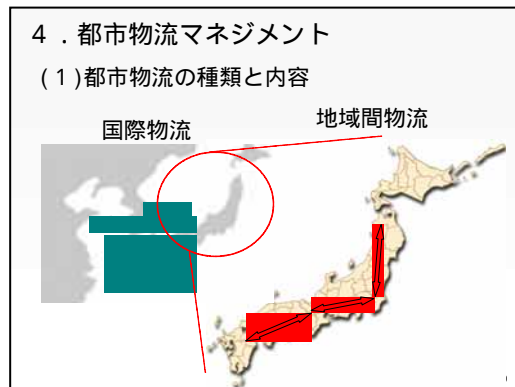 ４．都市物流マネジメント
(１)都市物流の種類と内容
国際物流
地域間物流